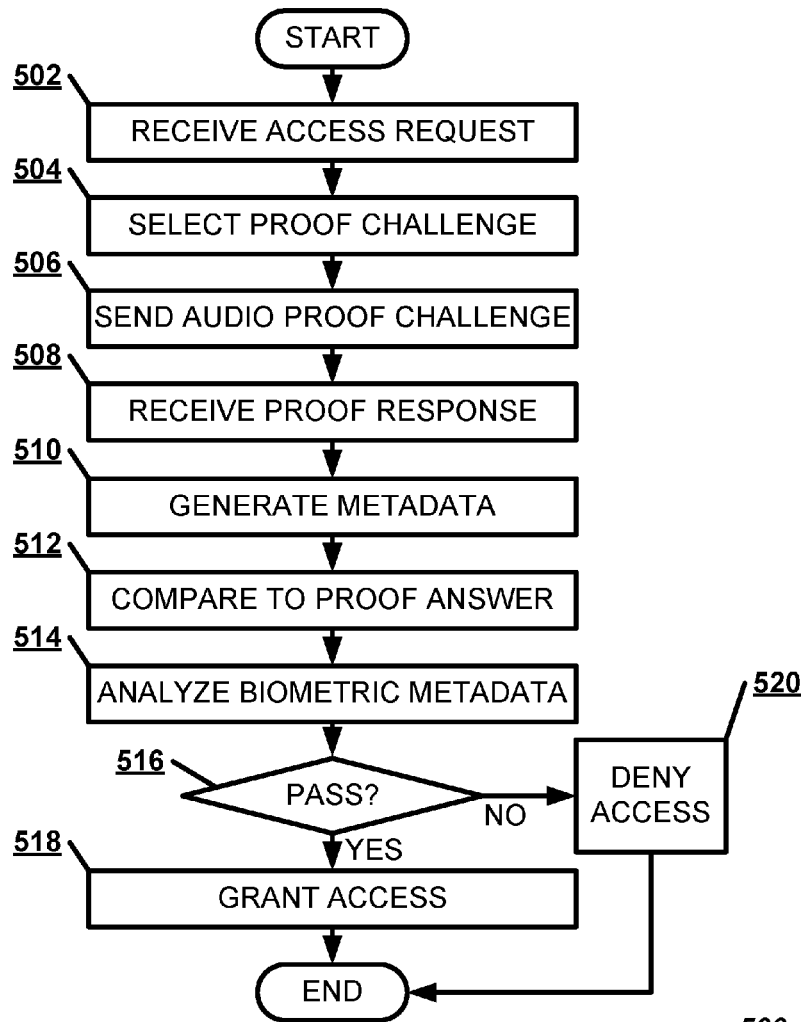 START
502
RECEIVE ACCESS REQUEST
504
SELECT PROOF CHALLENGE
506
SEND AUDIO PROOF CHALLENGE
508
RECEIVE PROOF RESPONSE
510
GENERATE METADATA
512
COMPARE TO PROOF ANSWER
514
ANALYZE BIOMETRIC METADATA
516
PASS?
NO
520
DENY
ACCESS
YES
518
GRANT ACCESS
END